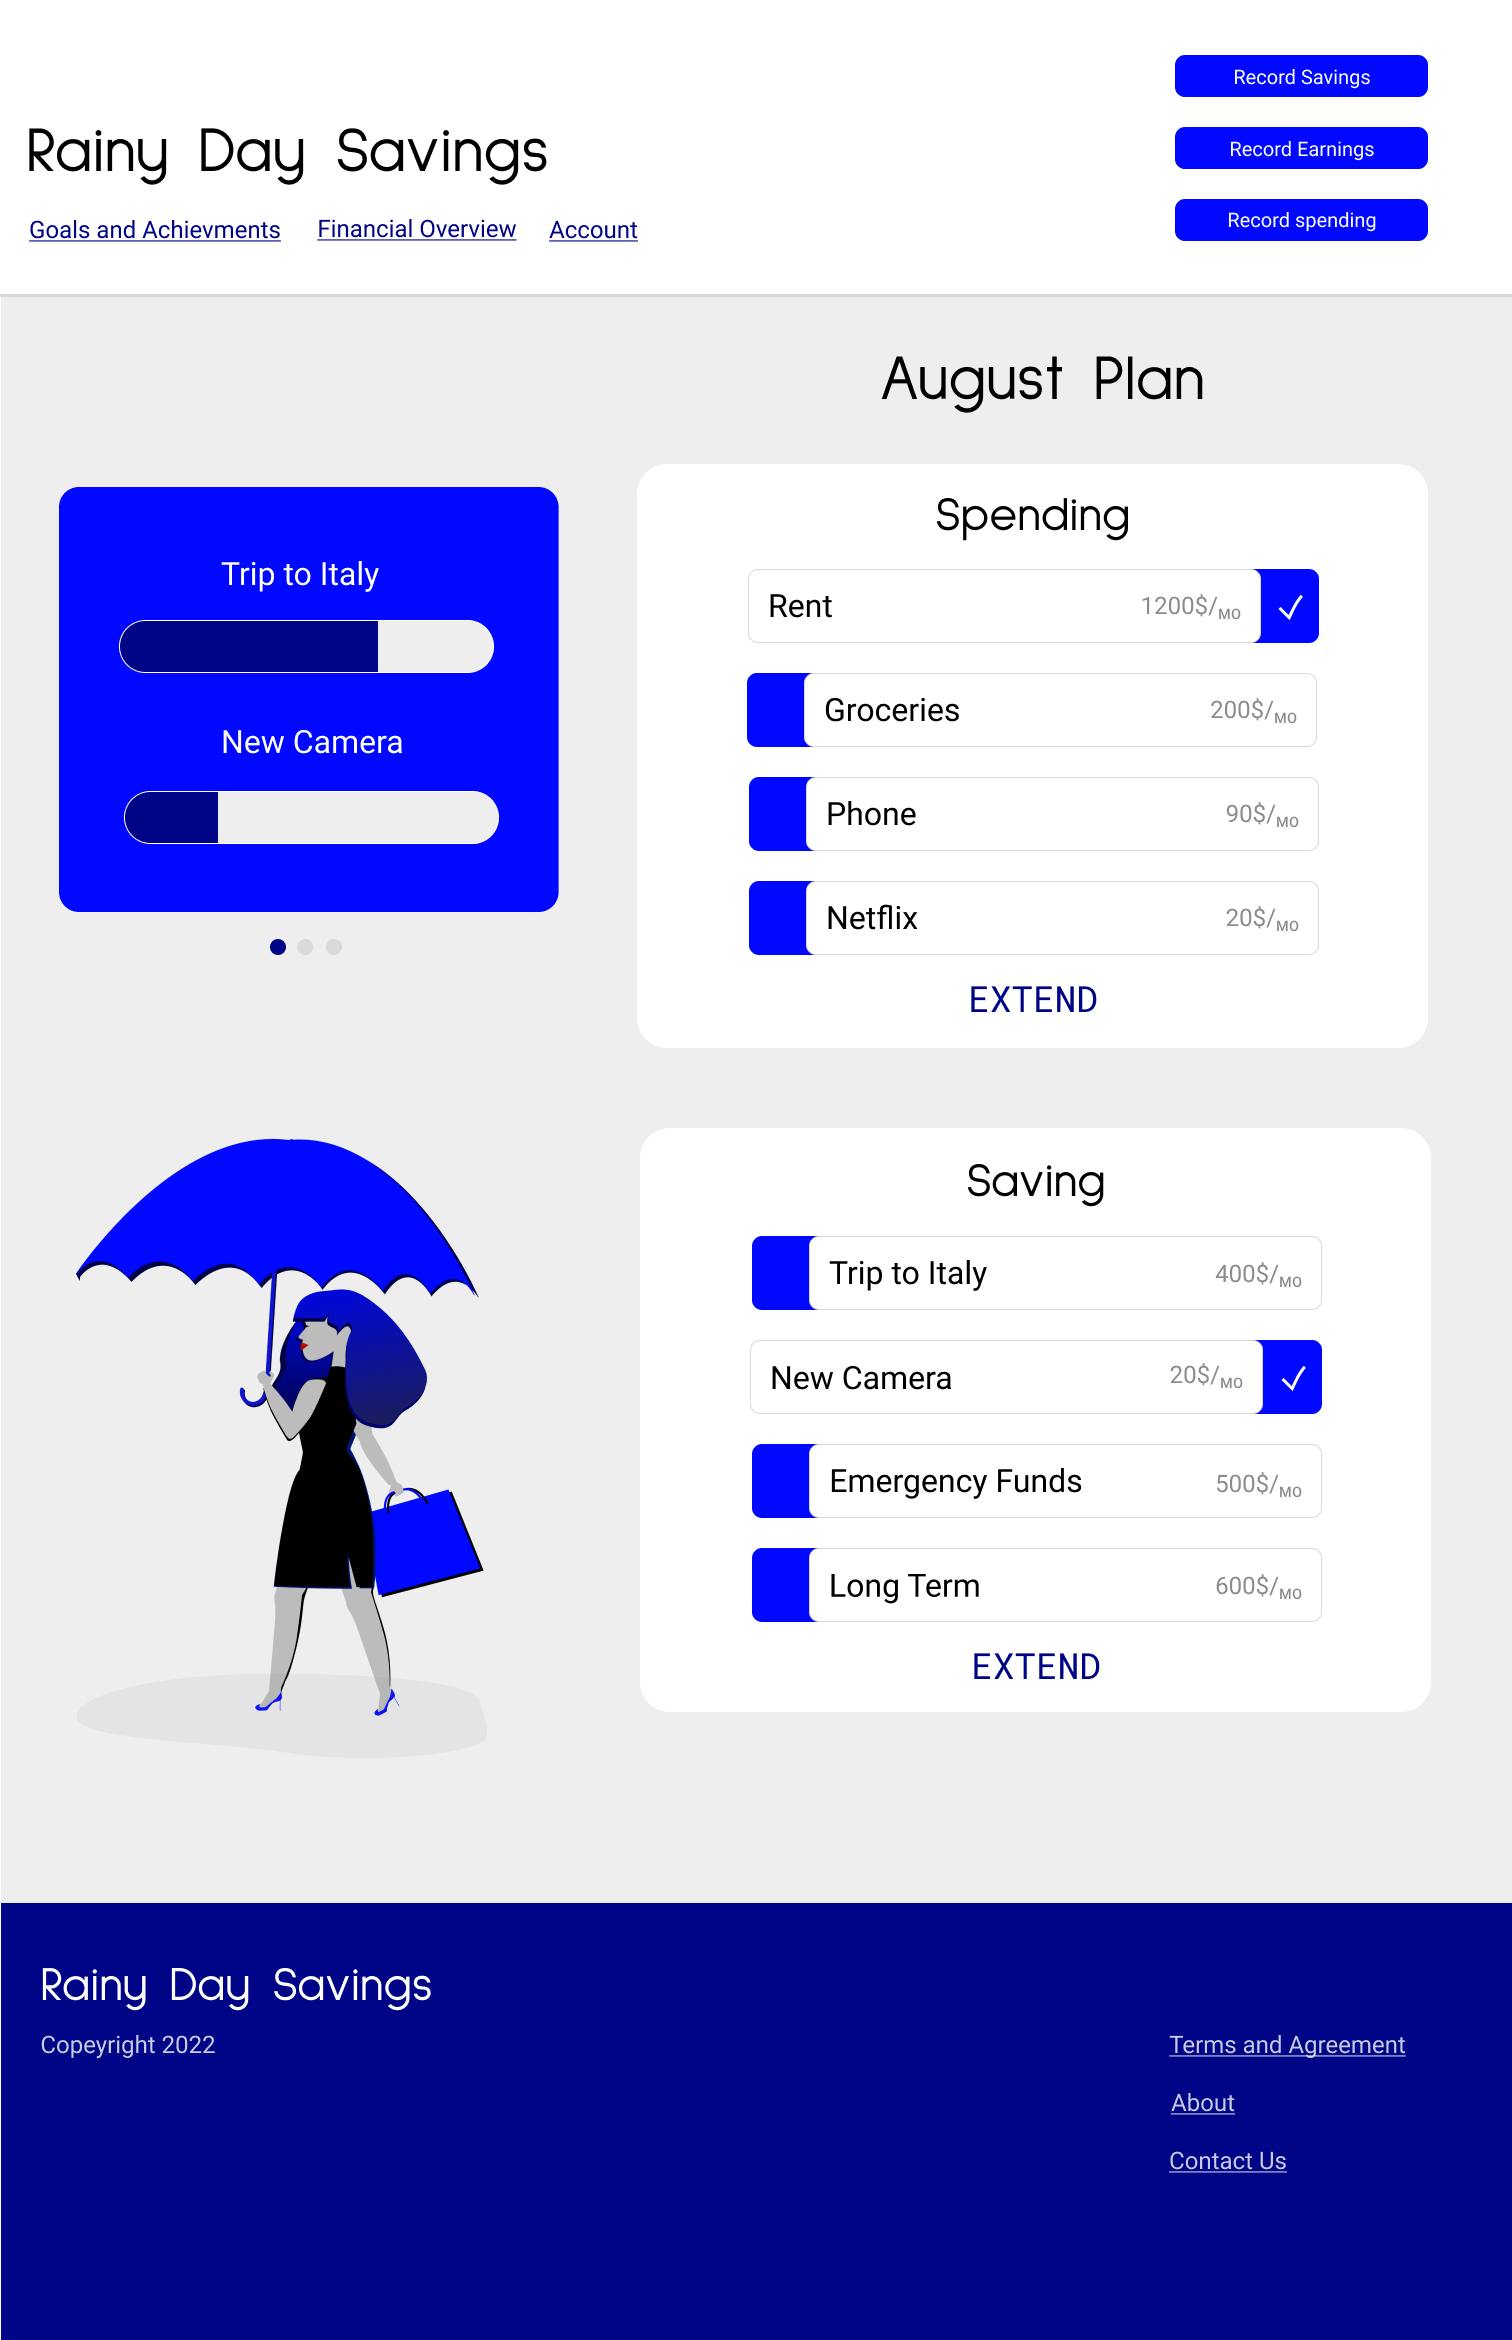 Record Savings
Rainy Day Savings
Record Earnings
Goals and Achievments Financial Overview Account
Record spending
August Plan
Trip to Italy
New Camera
Spending
Rent 1200$/MO
Groceries 200$/MO
Phone 90$/MO
Netflix 20$/MO
EXTEND
Saving
Trip to Italy 400$/MO
New Camera 20$/MO
Emergency Funds 500$/MO
Long Term 600$/MO
EXTEND
Rainy Day Savings
Copeyright 2022
Terms and Agreement
About
Contact Us